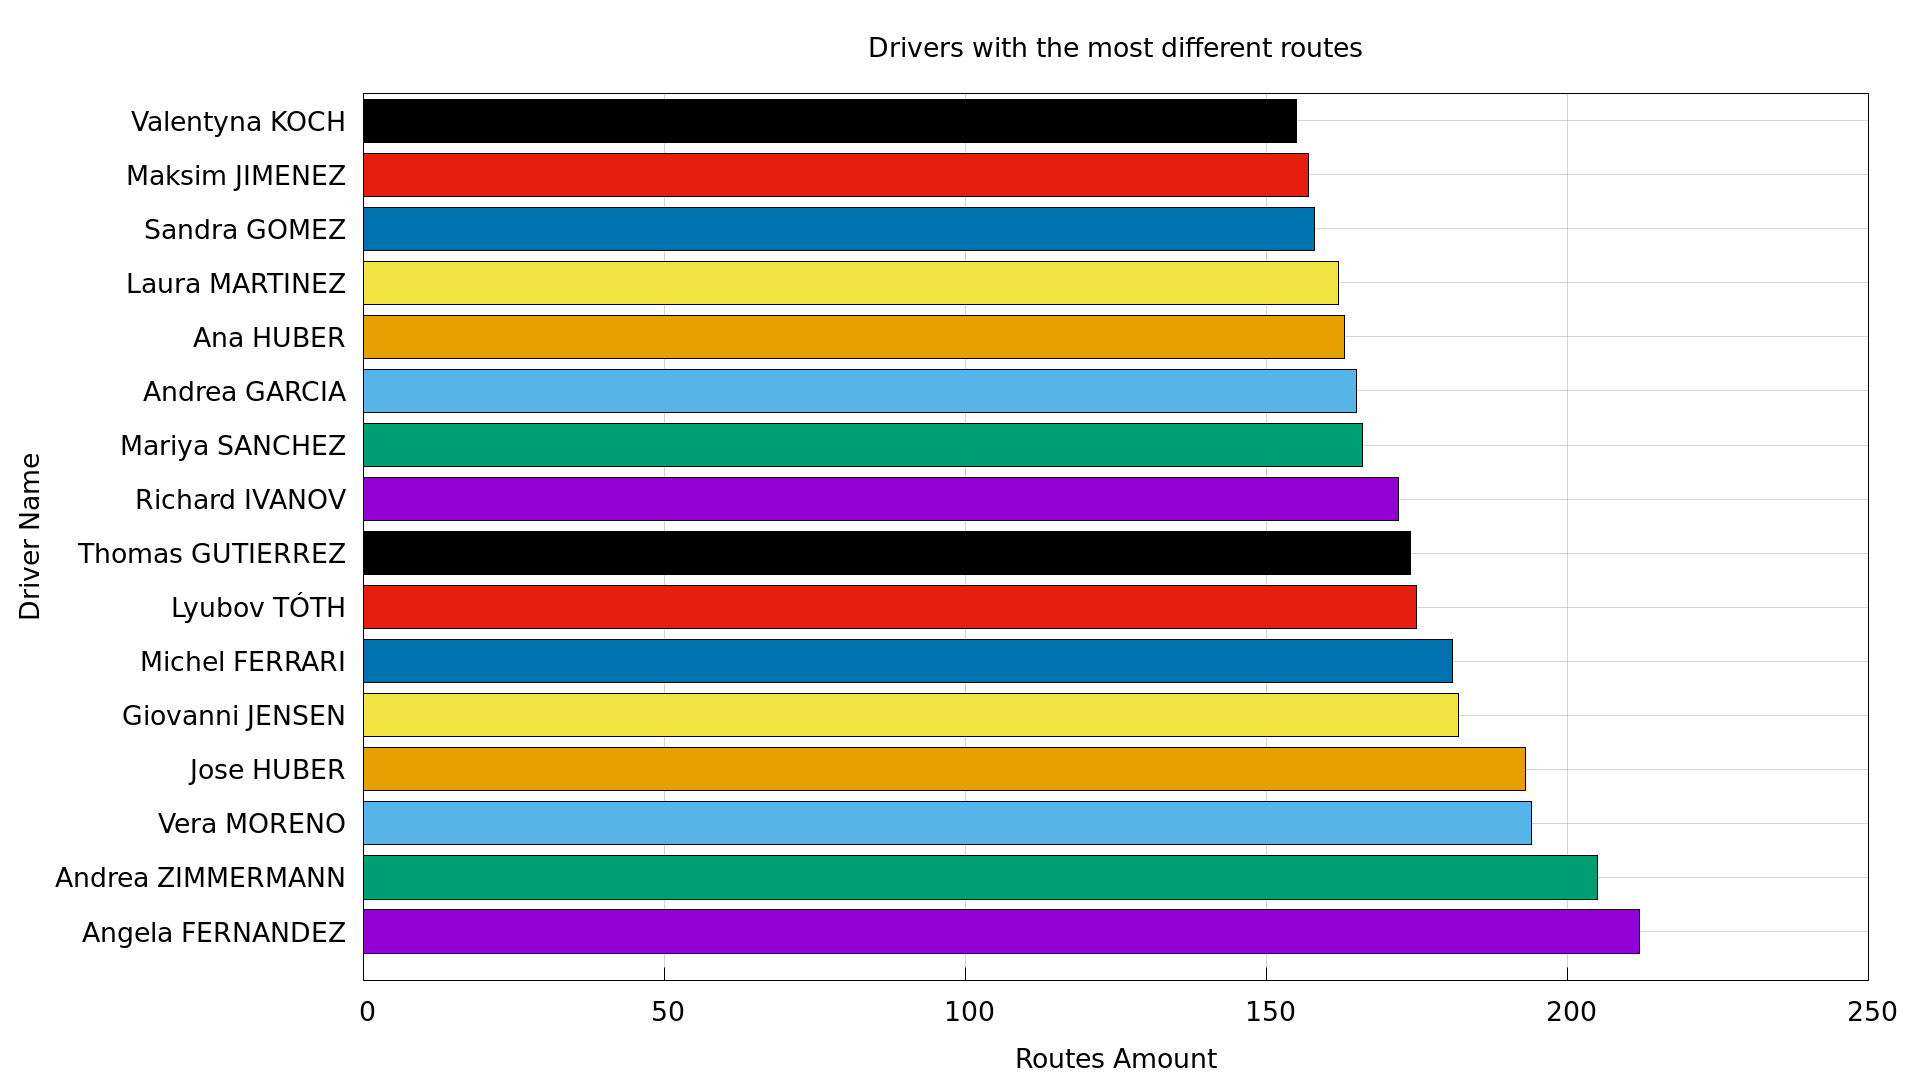 Drivers with the most different routes
Valentyna KOCH
Maksim JIMENEZ
Sandra GOMEZ
Laura MARTINEZ
Ana HUBER
Andrea GARCIA
Mariya SANCHEZ
Richard IVANOV
Thomas GUTIERREZ
Lyubov TÓTH
Michel FERRARI
Giovanni JENSEN
Jose HUBER
Vera MORENO
Andrea ZIMMERMANN
Angela FERNANDEZ
Driver Name
0 50 100 150 200 250
Routes Amount